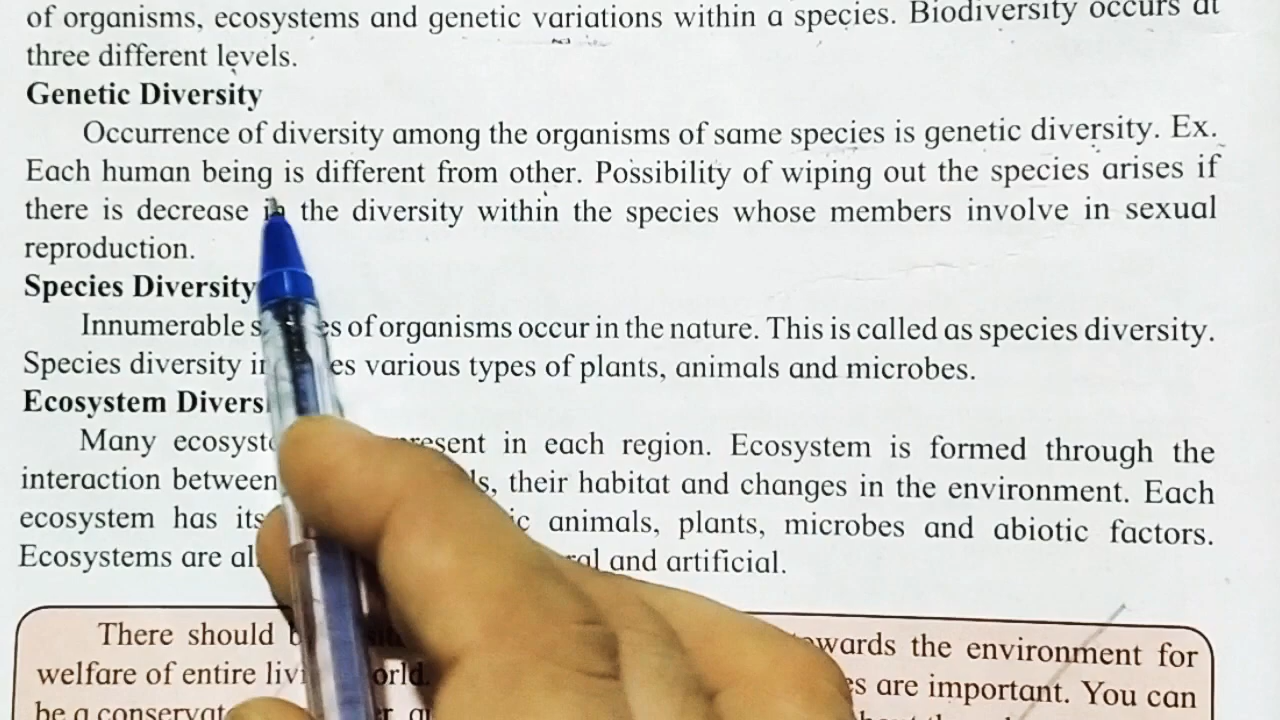 of organisms, ecosystems and genetic variations within a species. Biodiversity occurs at
three different levels.
Genetic Diversity
Occurrence of diversity among the organisms of same species is genetic diversity. Ex.
Each human being is different from other. Possibility of wiping out the species arises if
there is decrease in the diversity within the species whose members involve in sexual
reproduction.
Species Diversity
Innumerable of organisms occur in the nature. This is called as species diversity.
Species diversity various types of plants, animals and microbes.
Ecosystem
Many present in each region. Ecosystem is formed through the
interaction between their habitat and changes in the environment. Each
ecosystem has its animals, plants, microbes and abiotic factors.
Ecosystems are and artificial.
There should the environment for
welfare of entire are important. You can
be a